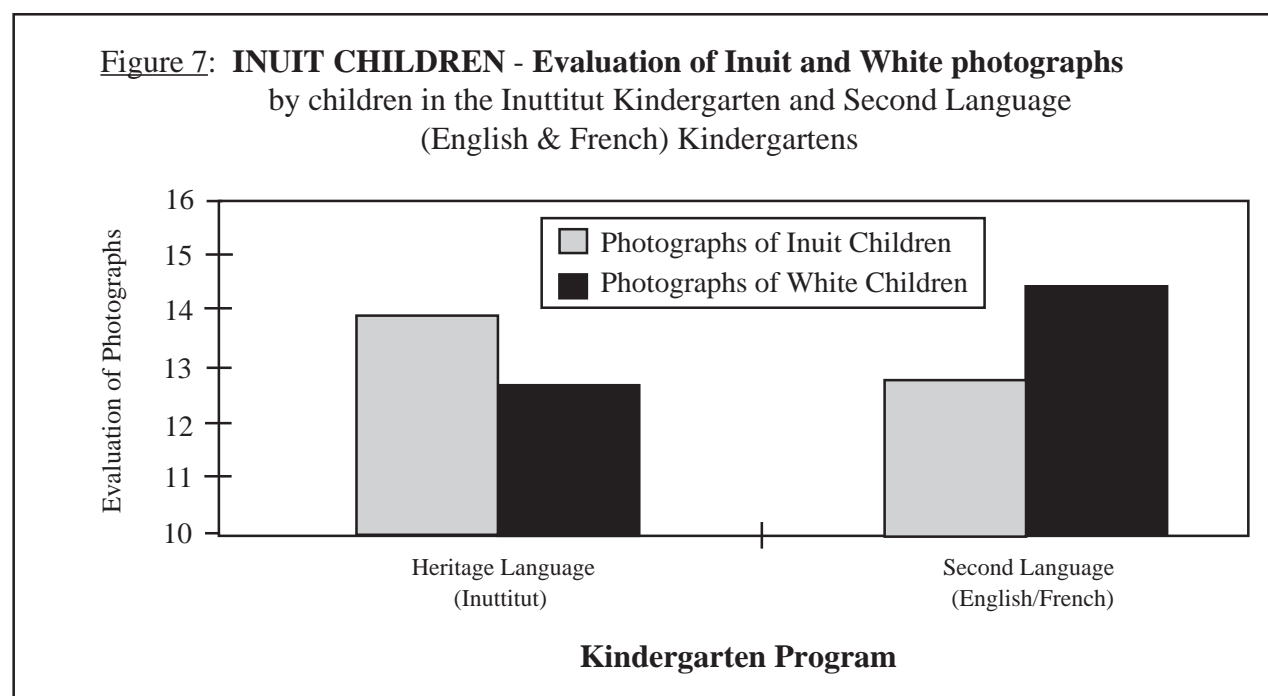 Figure 7: INUIT CHILDREN - Evaluation of Inuit and White photographs
by children in the Inuttitut Kindergarten and Second Language
(English & French) Kindergartens
Evaluation of Photographs
16
15
14
13
12
11
10
Photographs of Inuit Children
Photographs of White Children
Heritage Language
(Inuttitut)
Second Language
(English/French)
Kindergarten Program